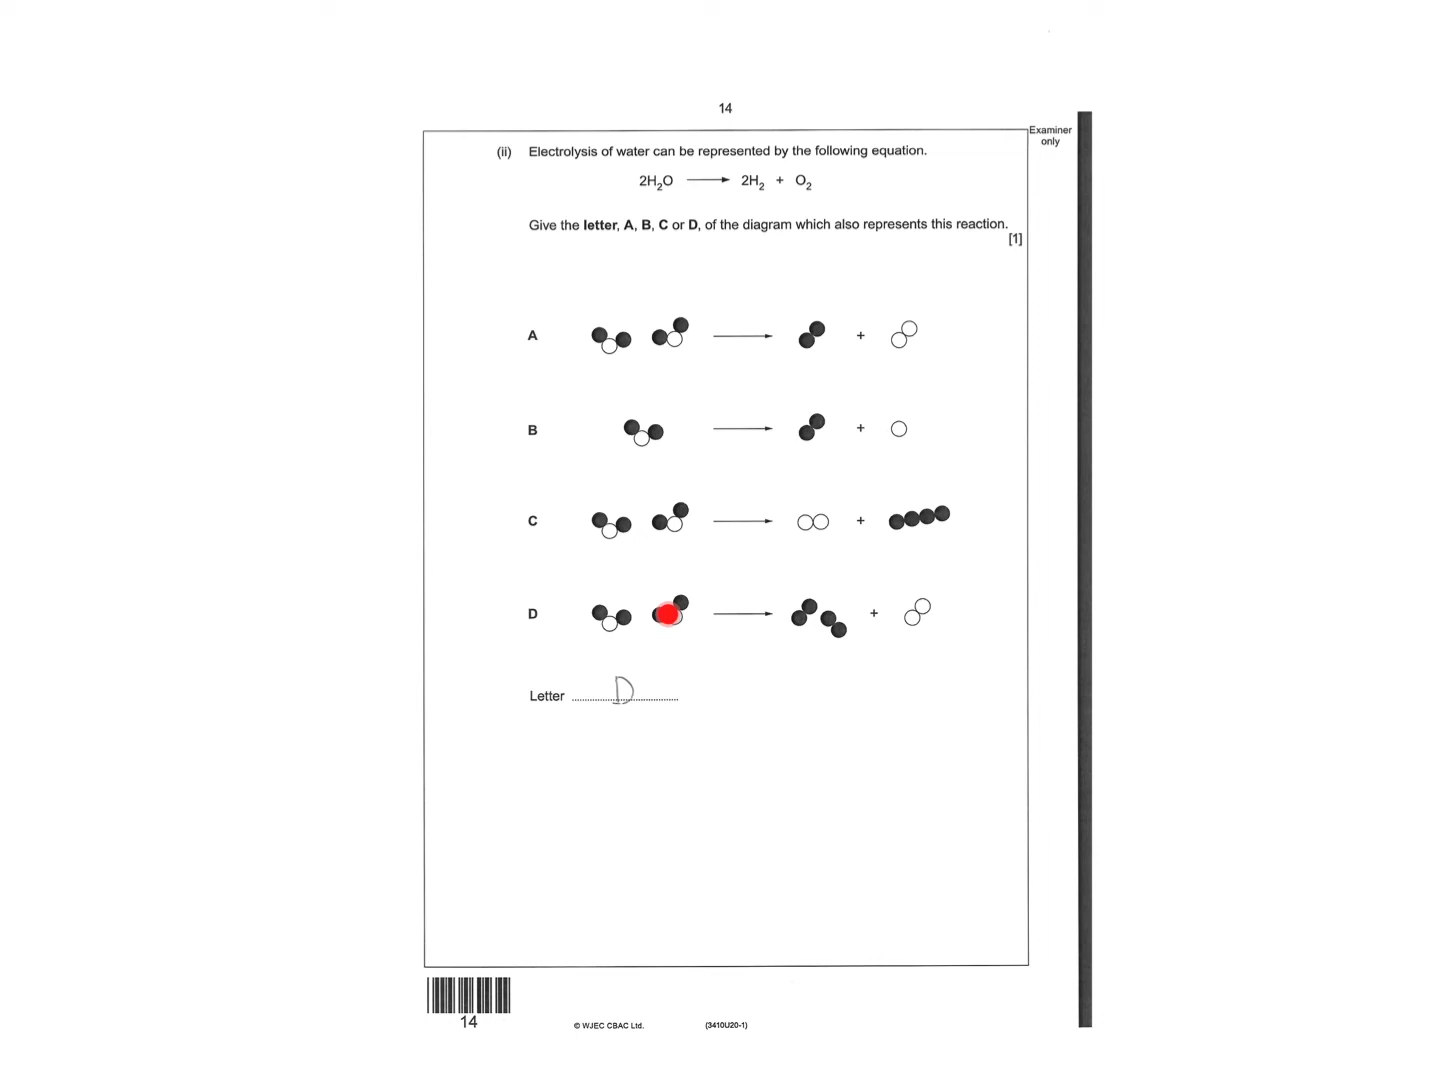 14
Examiner
only
(ii) Electrolysis of water can be represented by the following equation.
2H₂O ⟶ 2H₂ + O₂
Give the letter, A, B, C or D, of the diagram which also represents this reaction.
[1]
A ⟶ +
B ⟶ +
C ⟶ +
D ⟶ +
Letter ........ D ........
14
© WJEC CBAC Ltd. (3410U20-1)